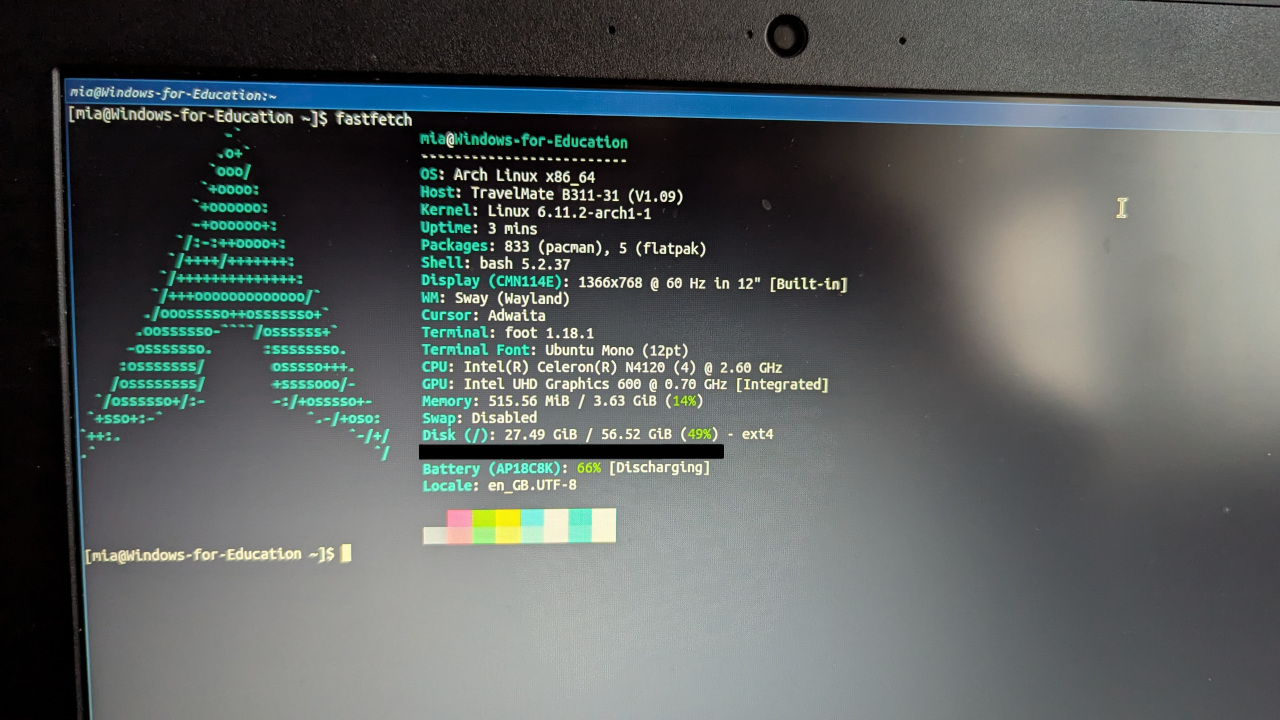 mia@Windows-for-Education:~
[mia@Windows-for-Education ~]$ fastfetch
mia@Windows-for-Education
-------------------------
OS: Arch Linux x86_64
Host: TravelMate B311-31 (V1.09)
Kernel: Linux 6.11.2-arch1-1
Uptime: 3 mins
Packages: 833 (pacman), 5 (flatpak)
Shell: bash 5.2.37
Display (CMN114E): 1366x768 @ 60 Hz in 12" [Built-in]
WM: Sway (Wayland)
Cursor: Adwaita
Terminal: foot 1.18.1
Terminal Font: Ubuntu Mono (12pt)
CPU: Intel(R) Celeron(R) N4120 (4) @ 2.60 GHz
GPU: Intel UHD Graphics 600 @ 0.70 GHz [Integrated]
Memory: 515.56 MiB / 3.63 GiB (14%)
Swap: Disabled
Disk (/): 27.49 GiB / 56.52 GiB (49%) - ext4
Battery (AP18C8K): 66% [Discharging]
Locale: en_GB.UTF-8
[mia@Windows-for-Education ~]$